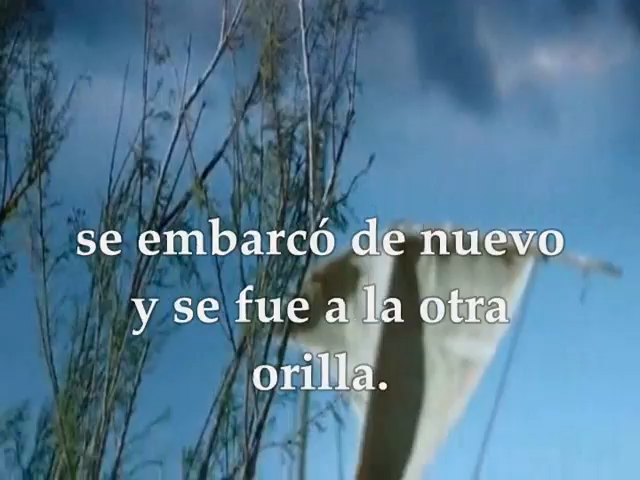 se embarcó de nuevo
y se fue a la otra
orilla.